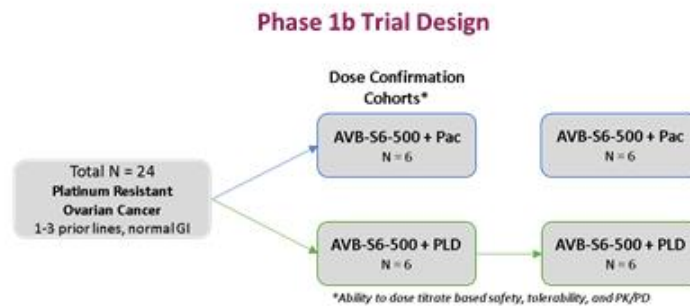 Phase 1b Trial Design
Dose Confirmation
Cohorts*
AVB-S6-500 + Pac
N = 6
AVB-S6-500 + Pac
N = 6
Total N = 24
Platinum Resistant
Ovarian Cancer
1-3 prior lines, normal GI
AVB-S6-500 + PLD
N = 6
AVB-S6-500 + PLD
N = 6
*Ability to dose titrate based safety, tolerability, and PK/PD